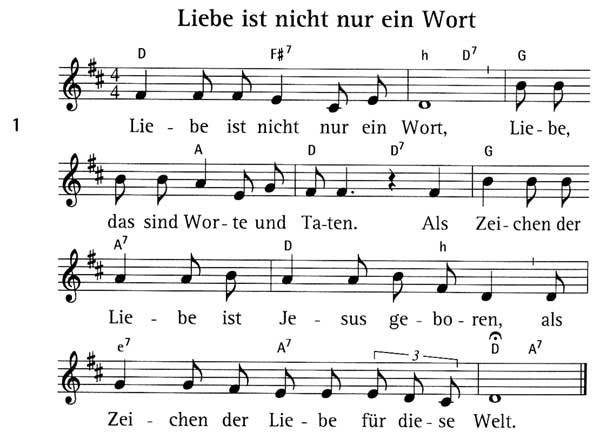 Liebe ist nicht nur ein Wort
D F#7 h D7 G
4
4
1 Lie - be ist nicht nur ein Wort, Lie - be,
A D D7 G
das sind Wor- te und Ta-ten. Als Zei- chen der
A7 D h
Lie - be ist Je - sus ge - bo - ren, als
e7 A7 3 D A7
Zei - chen der Lie - be für die - se Welt.